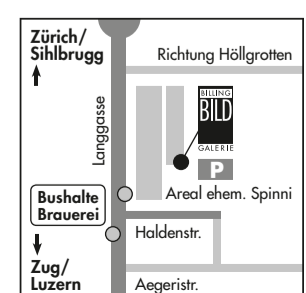 Zürich/
Sihlbrugg
Richtung Höllgrotten
Langgasse
BILLING
BILD
GALERIE
P
Areal ehem. Spinni
Bushalte
Brauerei
Haldenstr.
Zug/
Luzern
Aegeristr.